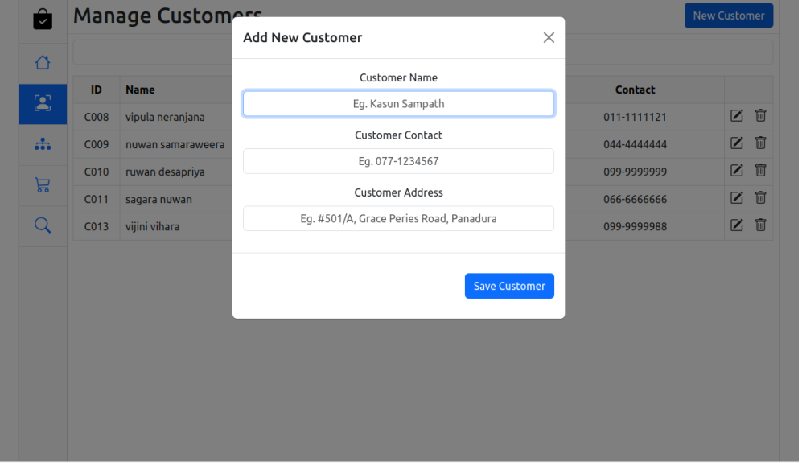 Manage Customers
New Customer
Add New Customer
Customer Name
Eg. Kasun Sampath
Customer Contact
Eg. 077-1234567
Customer Address
Eg. #501/A, Grace Peries Road, Panadura
Save Customer
ID Name Contact
C008 vipula neranjana 011-1111121
C009 nuwan samaraweera 044-4444444
C010 ruwan desapriya 099-9999999
C011 sagara nuwan 066-6666666
C013 vijini vihara 099-9999988